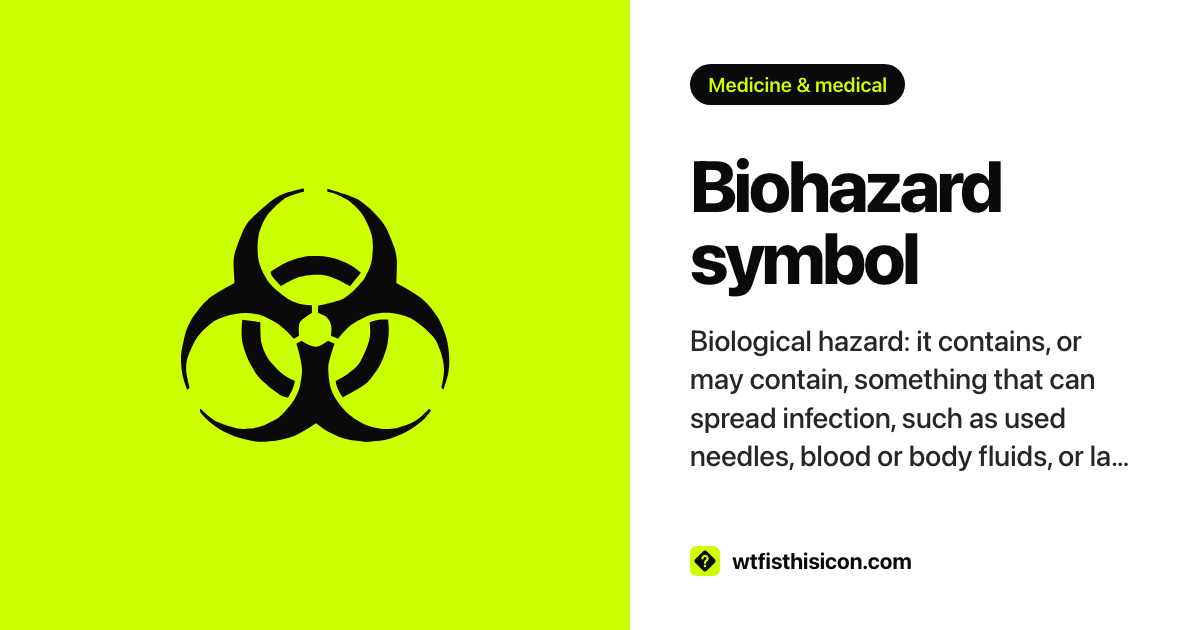 Medicine & medical
Biohazard
symbol
Biological hazard: it contains, or
may contain, something that can
spread infection, such as used
needles, blood or body fluids, or la...
?
wtfisthisicon.com